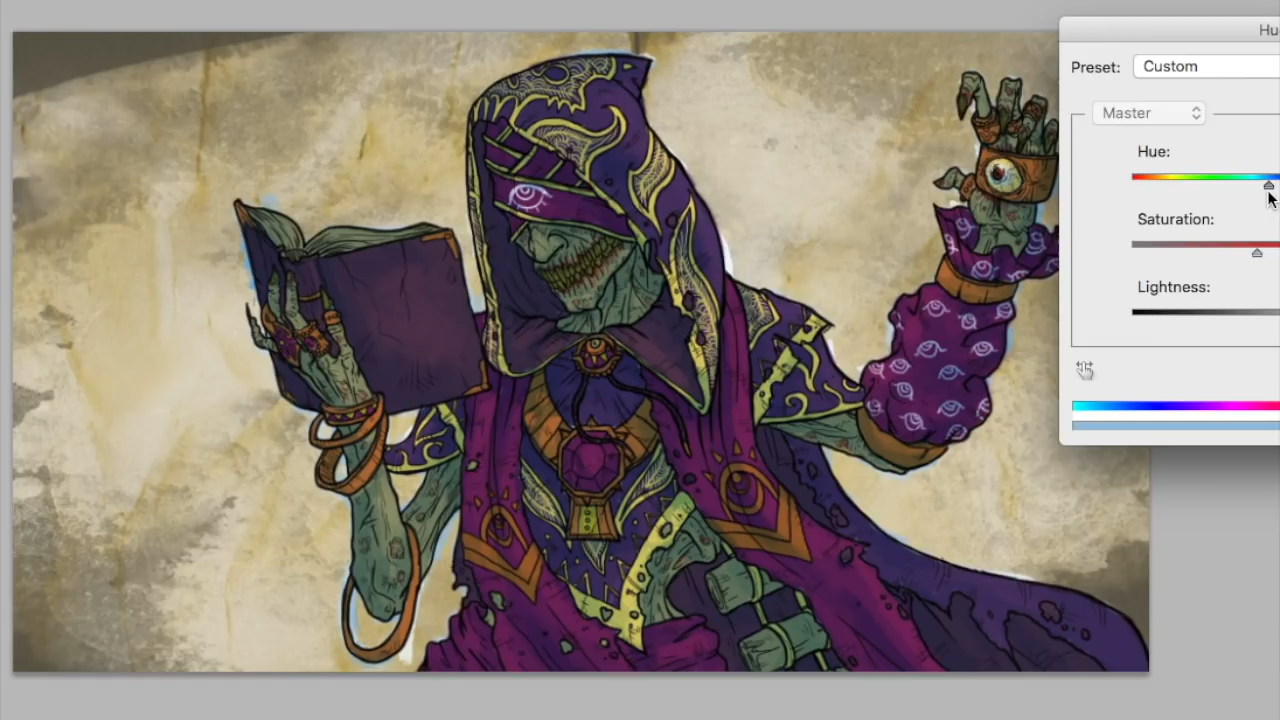 Hu
Preset: Custom
Master
Hue:
Saturation:
Lightness: